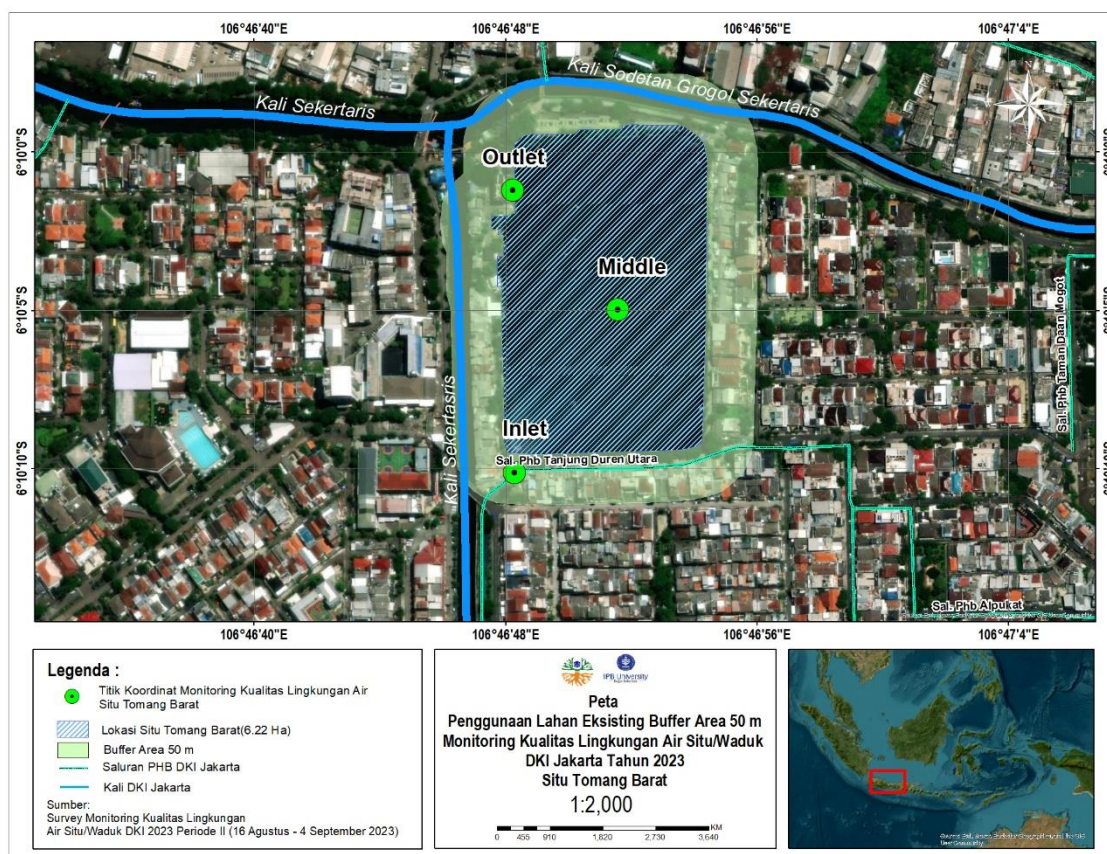 106°46'40"E 106°46'48"E 106°46'56"E 106°47'4"E
Kali Sekertaris
Kali Sodetan Grogol Sekertaris
N
6°10'0"S
6°10'5"S
6°10'10"S
Outlet
Middle
Inlet
Sal. Phb Tanjung Duren Utara
Kali Sekertasris
Sal. Phb Taman Daan Mogot
Sal. Phb Alpukat
106°46'40"E 106°46'48"E 106°46'56"E 106°47'4"E
Legenda :
Titik Koordinat Monitoring Kualitas Lingkungan Air
Situ Tomang Barat
Lokasi Situ Tomang Barat(6.22 Ha)
Buffer Area 50 m
Saluran PHB DKI Jakarta
Kali DKI Jakarta
Sumber:
Survey Monitoring Kualitas Lingkungan
Air Situ/Waduk DKI 2023 Periode II (16 Agustus - 4 September 2023)
IPB University
Peta
Penggunaan Lahan Eksisting Buffer Area 50 m
Monitoring Kualitas Lingkungan Air Situ/Waduk
DKI Jakarta Tahun 2023
Situ Tomang Barat
1:2,000
KM
0 455 910 1,820 2,730 3,640